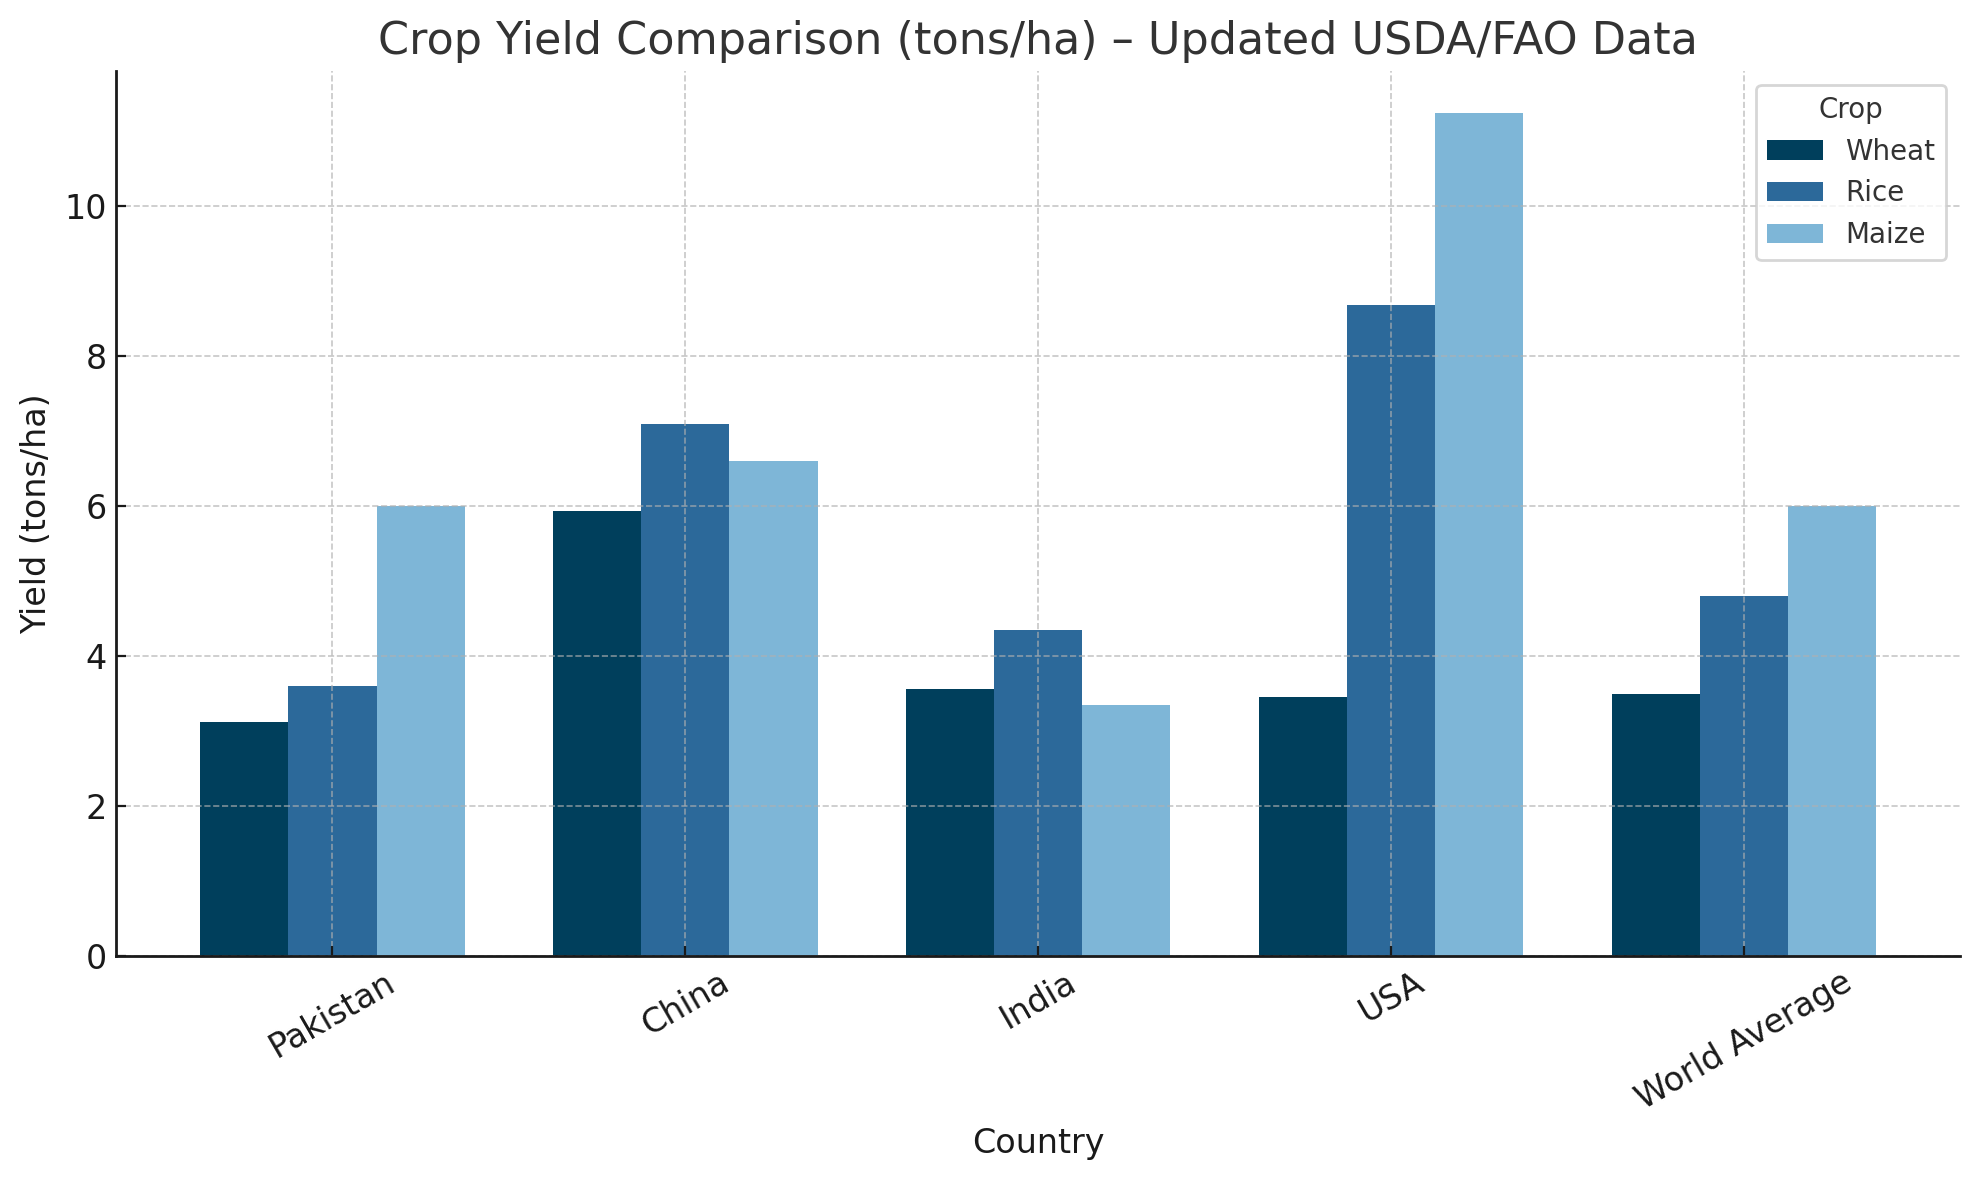 Crop Yield Comparison (tons/ha) – Updated USDA/FAO Data
Crop
Wheat
Rice
Maize
Yield (tons/ha)
10
8
6
4
2
0
Pakistan
China
India
USA
World Average
Country